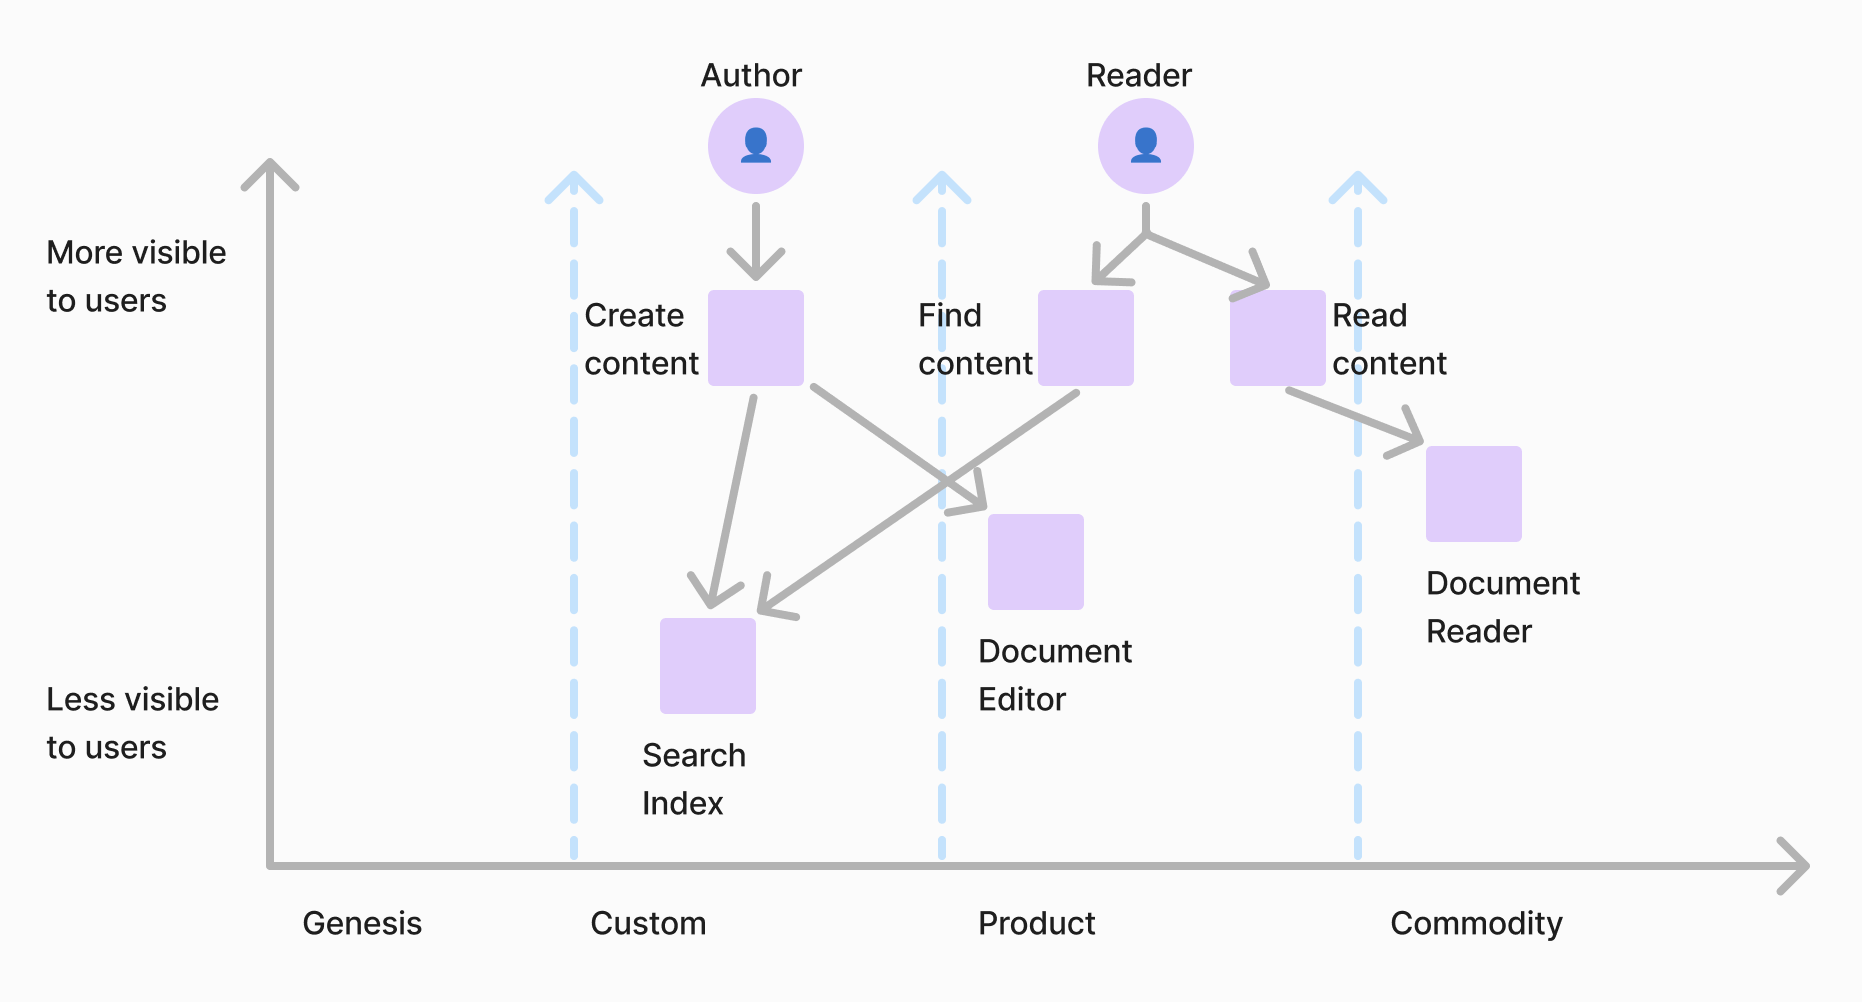 Author
Reader
More visible
to users
Create
content
Find
content
Read
content
Document
Reader
Document
Editor
Less visible
to users
Search
Index
Genesis
Custom
Product
Commodity